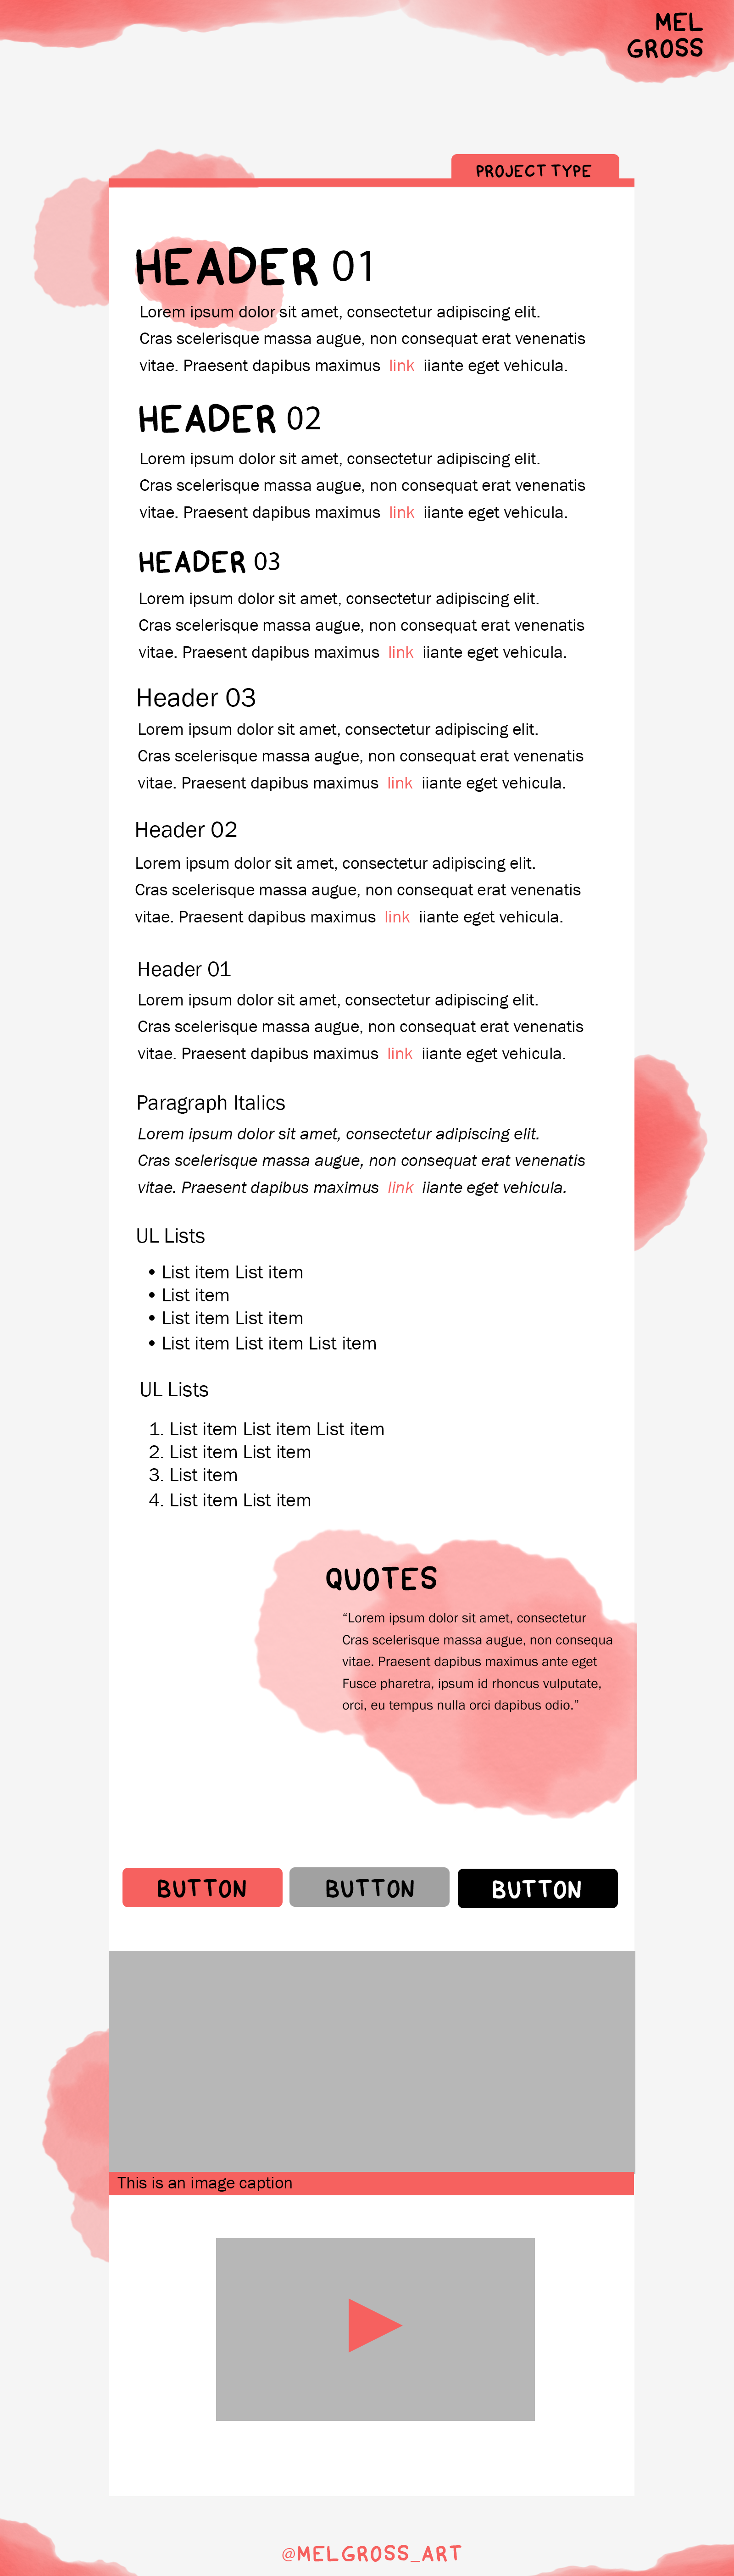 MEL
GROSS
PROJECT TYPE
HEADER 01
Lorem ipsum dolor sit amet, consectetur adipiscing elit.
Cras scelerisque massa augue, non consequat erat venenatis
vitae. Praesent dapibus maximus link iiante eget vehicula.
HEADER 02
Lorem ipsum dolor sit amet, consectetur adipiscing elit.
Cras scelerisque massa augue, non consequat erat venenatis
vitae. Praesent dapibus maximus link iiante eget vehicula.
HEADER 03
Lorem ipsum dolor sit amet, consectetur adipiscing elit.
Cras scelerisque massa augue, non consequat erat venenatis
vitae. Praesent dapibus maximus link iiante eget vehicula.
Header 03
Lorem ipsum dolor sit amet, consectetur adipiscing elit.
Cras scelerisque massa augue, non consequat erat venenatis
vitae. Praesent dapibus maximus link iiante eget vehicula.
Header 02
Lorem ipsum dolor sit amet, consectetur adipiscing elit.
Cras scelerisque massa augue, non consequat erat venenatis
vitae. Praesent dapibus maximus link iiante eget vehicula.
Header 01
Lorem ipsum dolor sit amet, consectetur adipiscing elit.
Cras scelerisque massa augue, non consequat erat venenatis
vitae. Praesent dapibus maximus link iiante eget vehicula.
Paragraph Italics
Lorem ipsum dolor sit amet, consectetur adipiscing elit.
Cras scelerisque massa augue, non consequat erat venenatis
vitae. Praesent dapibus maximus link iiante eget vehicula.
UL Lists
• List item List item
• List item
• List item List item
• List item List item List item
UL Lists
1. List item List item List item
2. List item List item
3. List item
4. List item List item
QUOTES
“Lorem ipsum dolor sit amet, consectetur
Cras scelerisque massa augue, non consequa
vitae. Praesent dapibus maximus ante eget
Fusce pharetra, ipsum id rhoncus vulputate,
orci, eu tempus nulla orci dapibus odio.”
BUTTON BUTTON BUTTON
This is an image caption
@MELGROSS_ART